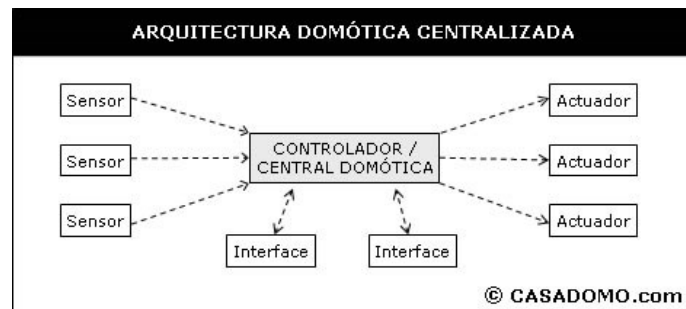 ARQUITECTURA DOMÓTICA CENTRALIZADA
Sensor
Actuador
CONTROLADOR /
CENTRAL DOMÓTICA
Sensor
Actuador
Sensor
Actuador
Interface
Interface
© CASADOMO.com